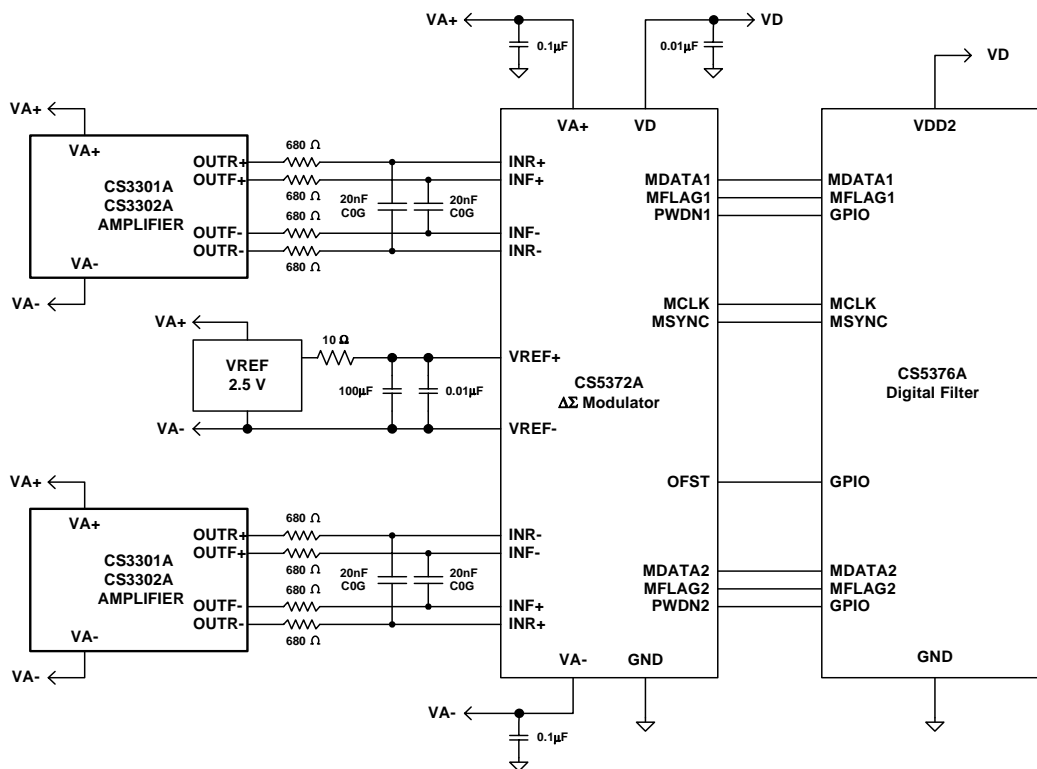 VA+
0.1µF
0.01µF
VD
VD
VA+
VA+
VD
VDD2
VA+
CS3301A
CS3302A
AMPLIFIER
VA-
VA-
OUTR+
OUTF+
OUTF-
OUTR-
680 Ω
680 Ω
680 Ω
680 Ω
20nF
C0G
20nF
C0G
INR+
INF+
INF-
INR-
MDATA1
MFLAG1
PWDN1
MDATA1
MFLAG1
GPIO
MCLK
MSYNC
MCLK
MSYNC
VA+
VREF
2.5 V
VA-
10 Ω
100µF
0.01µF
VREF+
VREF-
CS5372A
ΔΣ Modulator
CS5376A
Digital Filter
OFST
GPIO
VA+
VA+
CS3301A
CS3302A
AMPLIFIER
VA-
VA-
OUTR+
OUTF+
OUTF-
OUTR-
680 Ω
680 Ω
680 Ω
680 Ω
20nF
C0G
20nF
C0G
INR-
INF-
INF+
INR+
MDATA2
MFLAG2
PWDN2
MDATA2
MFLAG2
GPIO
VA-
GND
GND
VA-
0.1µF